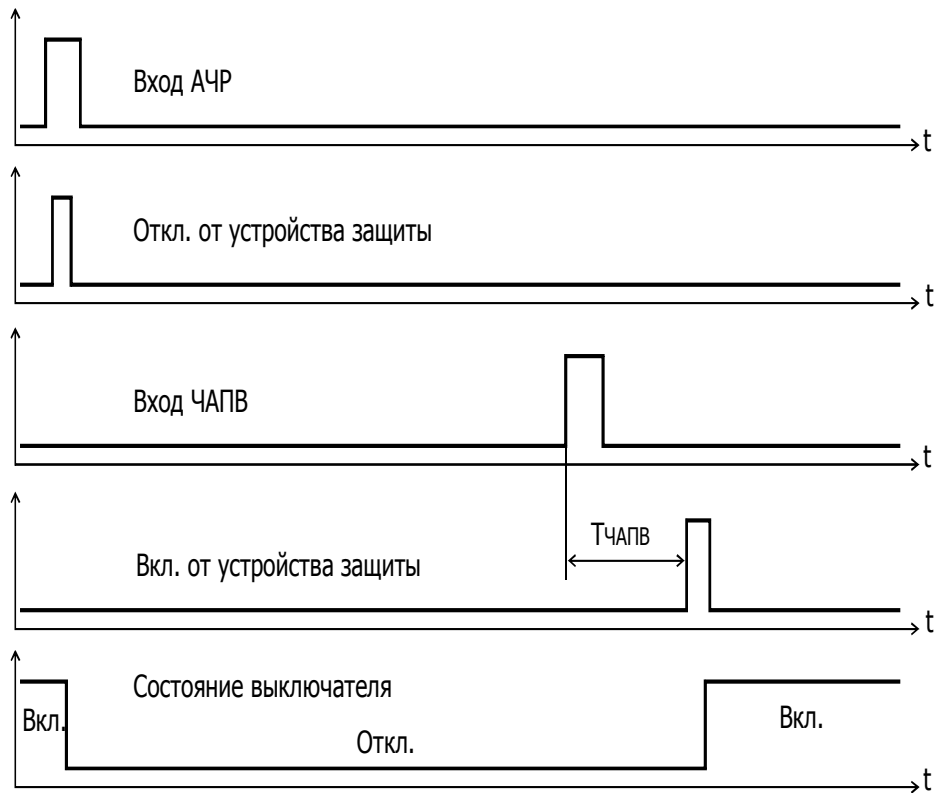 Вход АЧР
t
Откл. от устройства защиты
t
Вход ЧАПВ
t
ТЧАПВ
Вкл. от устройства защиты
t
Состояние выключателя
Вкл.
Откл.
Вкл.
t